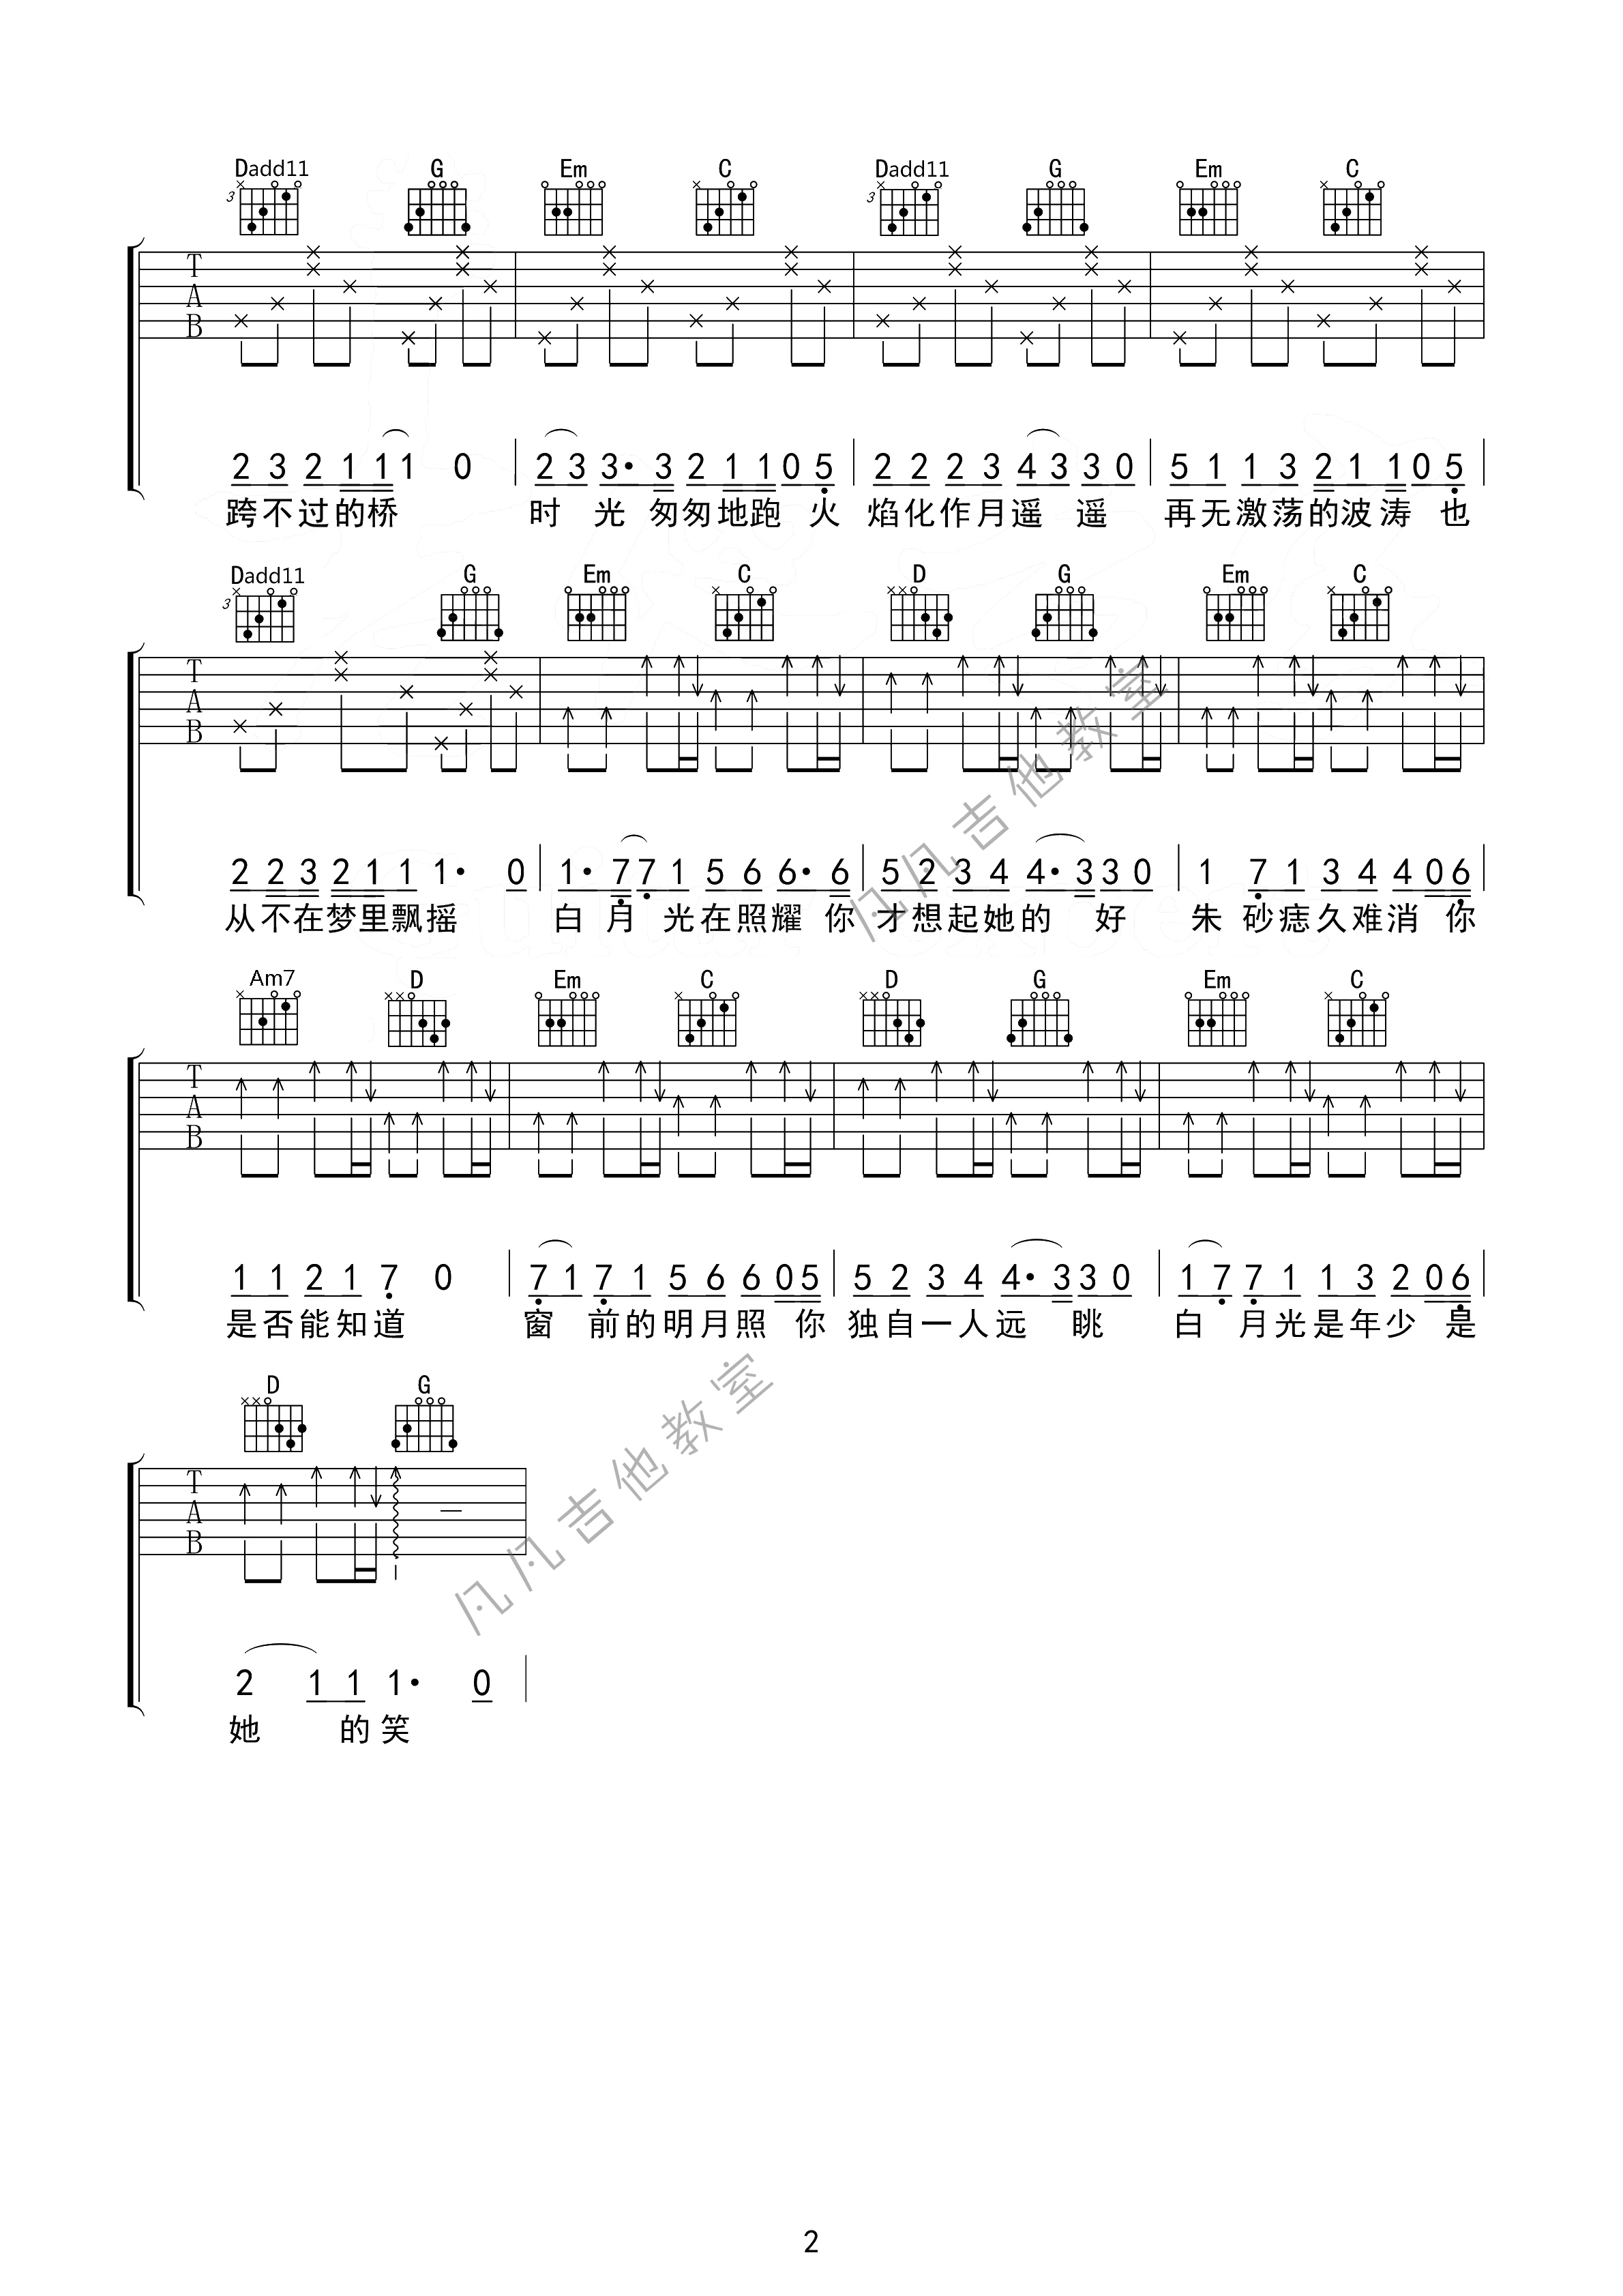 Dadd11 G Em C Dadd11 G Em C
3 3
T
A
B
2 3 2 1 1 1 0 | 2 3 3· 3 2 1 1 0 5 | 2 2 2 3 4 3 3 0 | 5 1 1 3 2 1 1 0 5 |
跨不过的桥 时 光 匆匆地跑 火 焰化作月遥 遥 再无激荡的波涛 也
Dadd11 G Em C D G Em C
3
T
A
B
2 2 3 2 1 1 1· 0 | 1· 7 7 1 5 6 6· 6 | 5 2 3 4 4· 3 3 0 | 1 7 1 3 4 4 0 6 |
从不在梦里飘摇 白 月 光在照耀 你 才想起她的 好 朱 砂痣久难消 你
Am7 D Em C D G Em C
T
A
B
1 1 2 1 7 0 | 7 1 7 1 5 6 6 0 5 | 5 2 3 4 4· 3 3 0 | 1 7 7 1 1 3 2 0 6 |
是否能知道 窗 前的明月照 你 独自一人远 眺 白 月光是年少 是
D G
T
A
B
2 1 1 1· 0 |
她 的笑
凡凡吉他教室
凡凡吉他教室
2